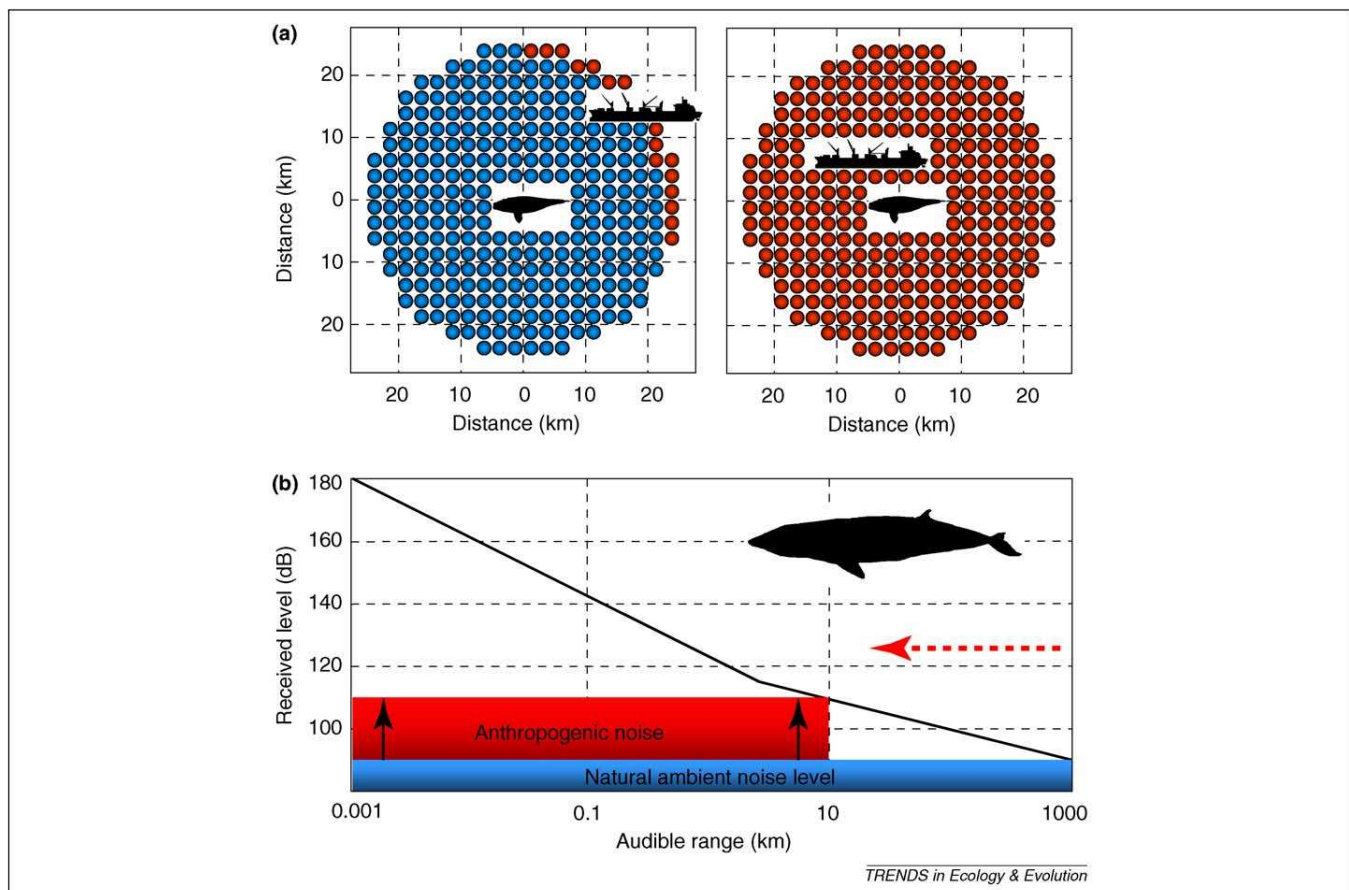 (a)
20
10
0
10
20
Distance (km)
20 10 0 10 20
20 10 0 10 20
Distance (km)
Distance (km)
(b)
180
160
140
120
100
Received level (dB)
Anthropogenic noise
Natural ambient noise level
0.001 0.1 10 1000
Audible range (km)
TRENDS in Ecology & Evolution